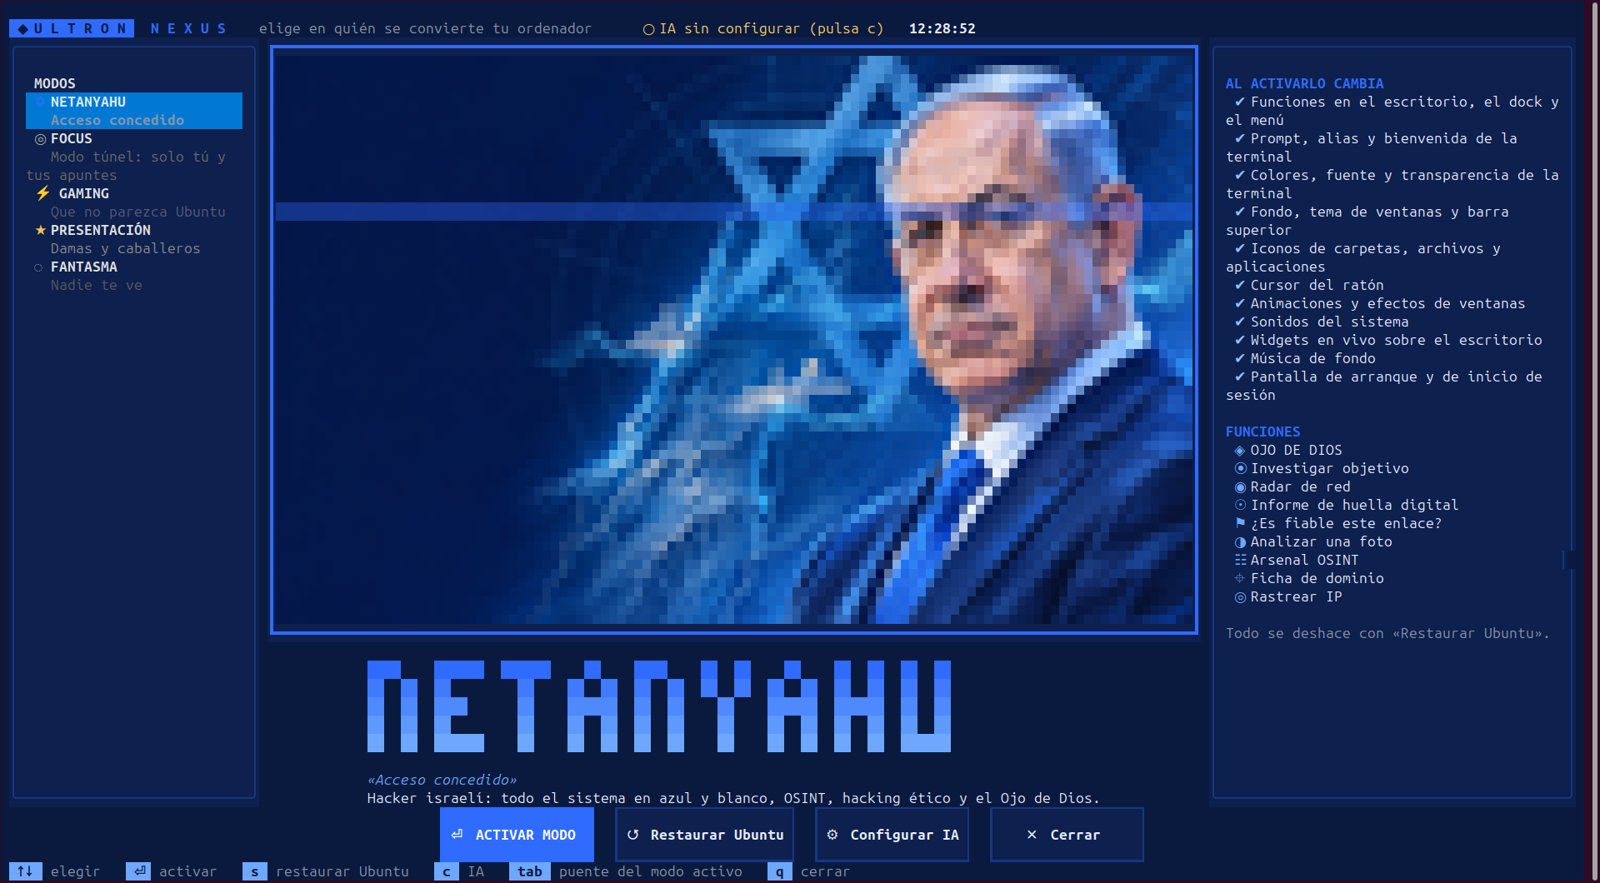 ◆ULTRON NEXUS elige en quién se convierte tu ordenador ○ IA sin configurar (pulsa c) 12:28:52
MODOS
NETANYAHU
Acceso concedido
◎ FOCUS
Modo túnel: solo tú y
tus apuntes
⚡ GAMING
Que no parezca Ubuntu
★ PRESENTACIÓN
Damas y caballeros
◌ FANTASMA
Nadie te ve
NETANYAHU
«Acceso concedido»
Hacker israelí: todo el sistema en azul y blanco, OSINT, hacking ético y el Ojo de Dios.
AL ACTIVARLO CAMBIA
✔ Funciones en el escritorio, el dock y
el menú
✔ Prompt, alias y bienvenida de la
terminal
✔ Colores, fuente y transparencia de la
terminal
✔ Fondo, tema de ventanas y barra
superior
✔ Iconos de carpetas, archivos y
aplicaciones
✔ Cursor del ratón
✔ Animaciones y efectos de ventanas
✔ Sonidos del sistema
✔ Widgets en vivo sobre el escritorio
✔ Música de fondo
✔ Pantalla de arranque y de inicio de
sesión
FUNCIONES
◈ OJO DE DIOS
⦿ Investigar objetivo
◉ Radar de red
☉ Informe de huella digital
⚑ ¿Es fiable este enlace?
◑ Analizar una foto
☷ Arsenal OSINT
⌖ Ficha de dominio
◎ Rastrear IP
Todo se deshace con «Restaurar Ubuntu».
⏎ ACTIVAR MODO ↺ Restaurar Ubuntu ⚙ Configurar IA ✕ Cerrar
↑↓ elegir ⏎ activar s restaurar Ubuntu c IA tab puente del modo activo q cerrar